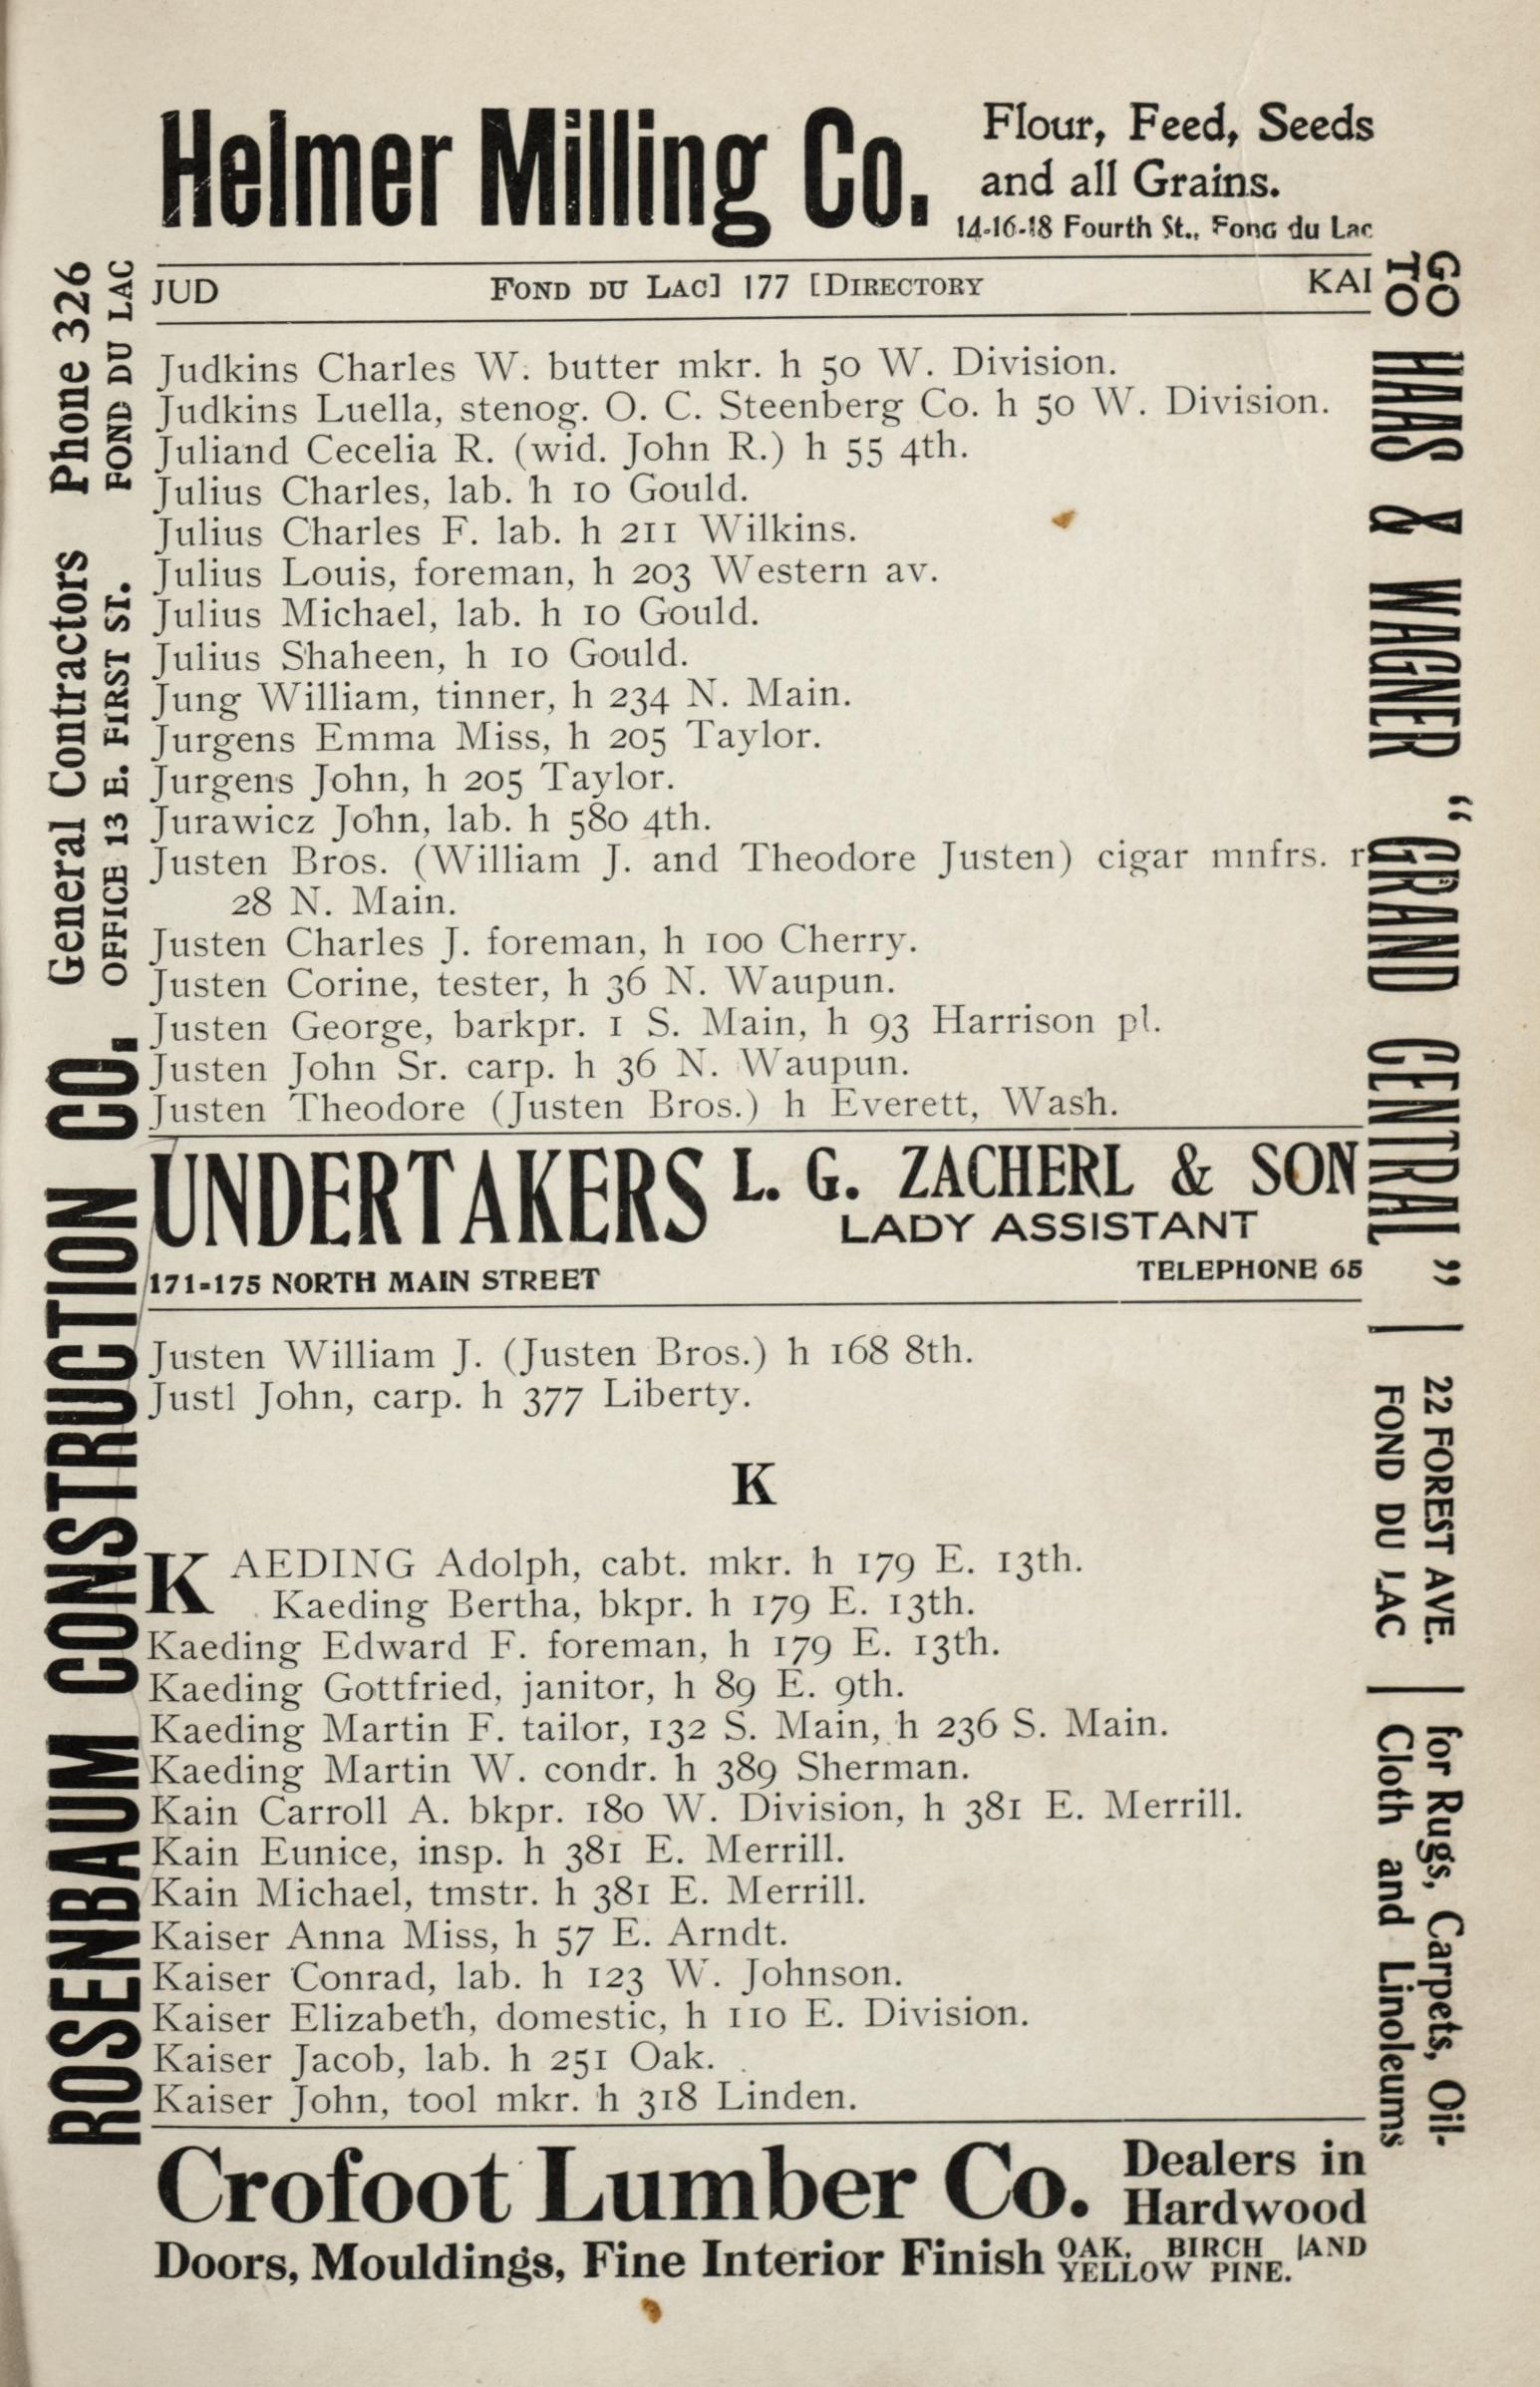 Helmer Milling Co.
Flour, Feed, Seeds
and all Grains.
14-16-18 Fourth St., Fond du Lac
JUD FOND DU LAC] 177 [DIRECTORY KAI
Judkins Charles W. butter mkr. h 50 W. Division.
Judkins Luella, stenog. O. C. Steenberg Co. h 50 W. Division.
Juliand Cecelia R. (wid. John R.) h 55 4th.
Julius Charles, lab. h 10 Gould.
Julius Charles F. lab. h 211 Wilkins.
Julius Louis, foreman, h 203 Western av.
Julius Michael, lab. h 10 Gould.
Julius Shaheen, h 10 Gould.
Jung William, tinner, h 234 N. Main.
Jurgens Emma Miss, h 205 Taylor.
Jurgens John, h 205 Taylor.
Jurawicz John, lab. h 580 4th.
Justen Bros. (William J. and Theodore Justen) cigar mnfrs. r
28 N. Main.
Justen Charles J. foreman, h 100 Cherry.
Justen Corine, tester, h 36 N. Waupun.
Justen George, barkpr. 1 S. Main, h 93 Harrison pl.
Justen John Sr. carp. h 36 N. Waupun.
Justen Theodore (Justen Bros.) h Everett, Wash.
UNDERTAKERS L. G. ZACHERL & SON
LADY ASSISTANT
171-175 NORTH MAIN STREET TELEPHONE 65
Justen William J. (Justen Bros.) h 168 8th.
Justl John, carp. h 377 Liberty.
K
KAEDING Adolph, cabt. mkr. h 179 E. 13th.
Kaeding Bertha, bkpr. h 179 E. 13th.
Kaeding Edward F. foreman, h 179 E. 13th.
Kaeding Gottfried, janitor, h 89 E. 9th.
Kaeding Martin F. tailor, 132 S. Main, h 236 S. Main.
Kaeding Martin W. condr. h 389 Sherman.
Kain Carroll A. bkpr. 180 W. Division, h 381 E. Merrill.
Kain Eunice, insp. h 381 E. Merrill.
Kain Michael, tmstr. h 381 E. Merrill.
Kaiser Anna Miss, h 57 E. Arndt.
Kaiser Conrad, lab. h 123 W. Johnson.
Kaiser Elizabeth, domestic, h 110 E. Division.
Kaiser Jacob, lab. h 251 Oak.
Kaiser John, tool mkr. h 318 Linden.
Crofoot Lumber Co.
Dealers in
Hardwood
Doors, Mouldings, Fine Interior Finish OAK, BIRCH AND
YELLOW PINE.
ROSENBAUM CONSTRUCTION CO.
General Contractors Phone 326
OFFICE 13 E. FIRST ST. FOND DU LAC
GO
TO
HAAS & WAGNER "GRAND CENTRAL"
22 FOREST AVE.
FOND DU LAC
for Rugs, Carpets, Oil-
Cloth and Linoleums